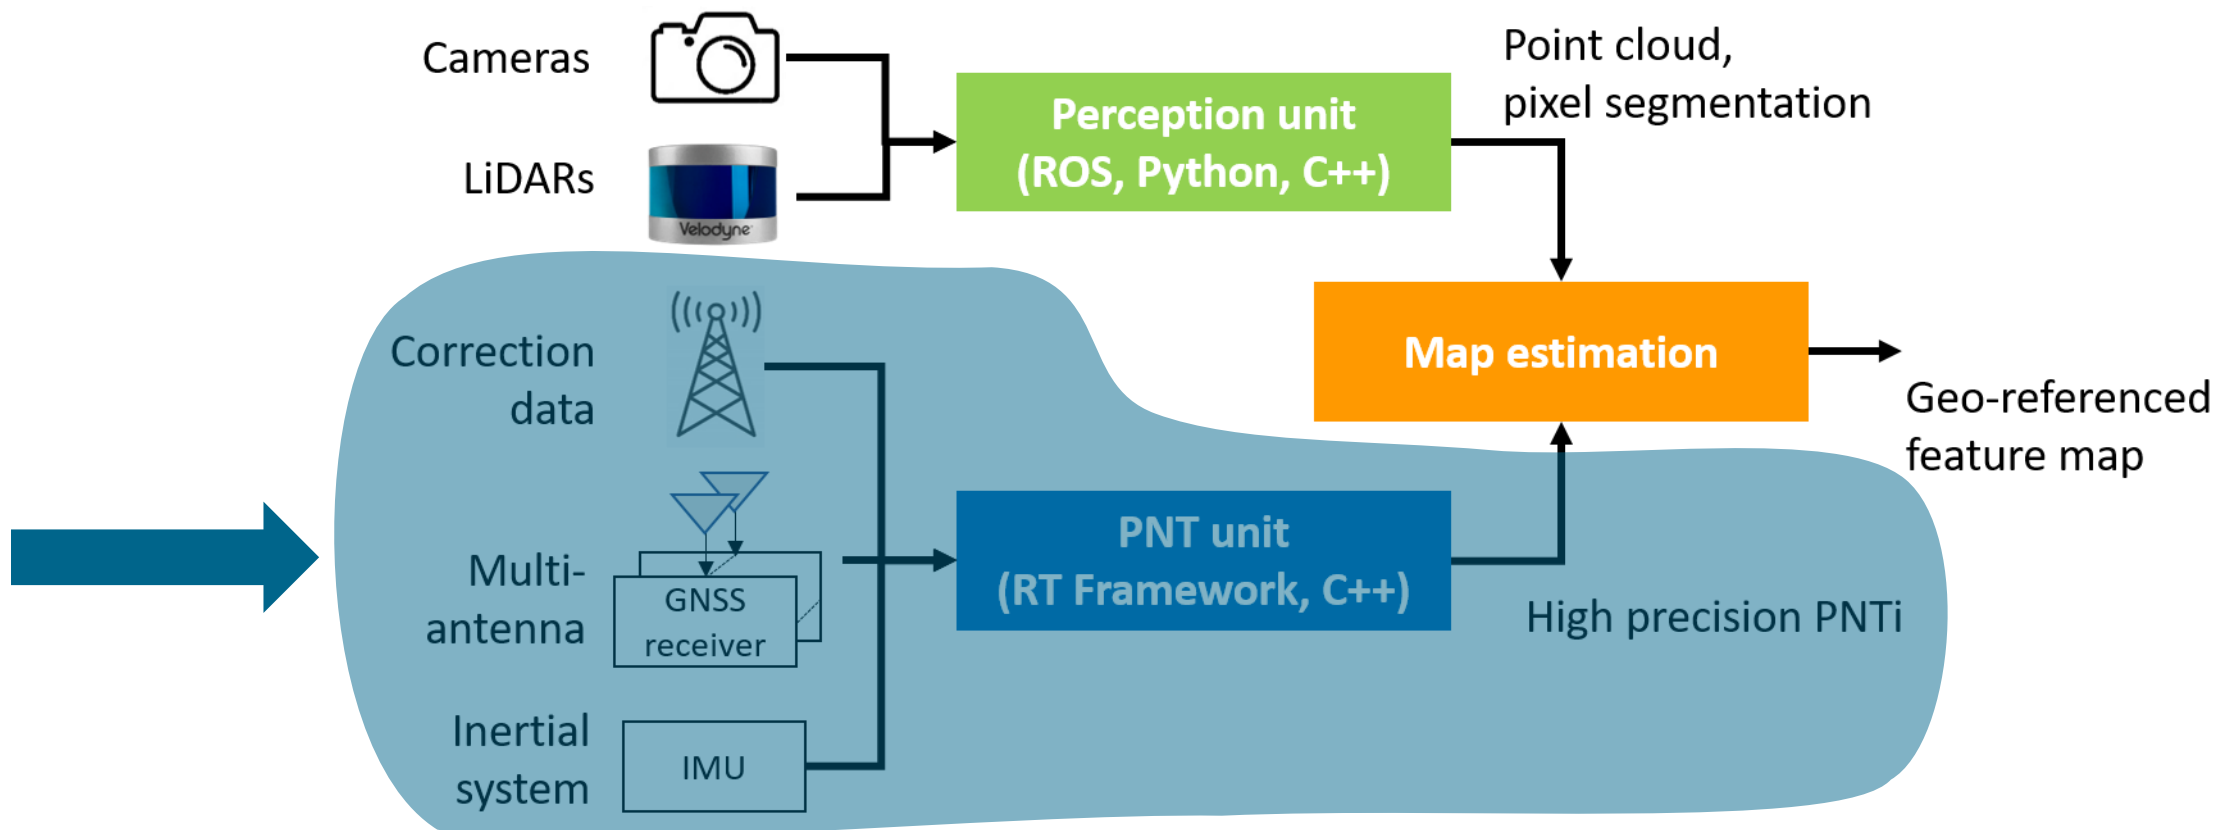 Cameras
LiDARs
Velodyne
Perception unit
(ROS, Python, C++)
Point cloud,
pixel segmentation
Map estimation
Geo-referenced
feature map
Correction
data
Multi-
antenna
GNSS
receiver
PNT unit
(RT Framework, C++)
High precision PNTi
Inertial
system
IMU